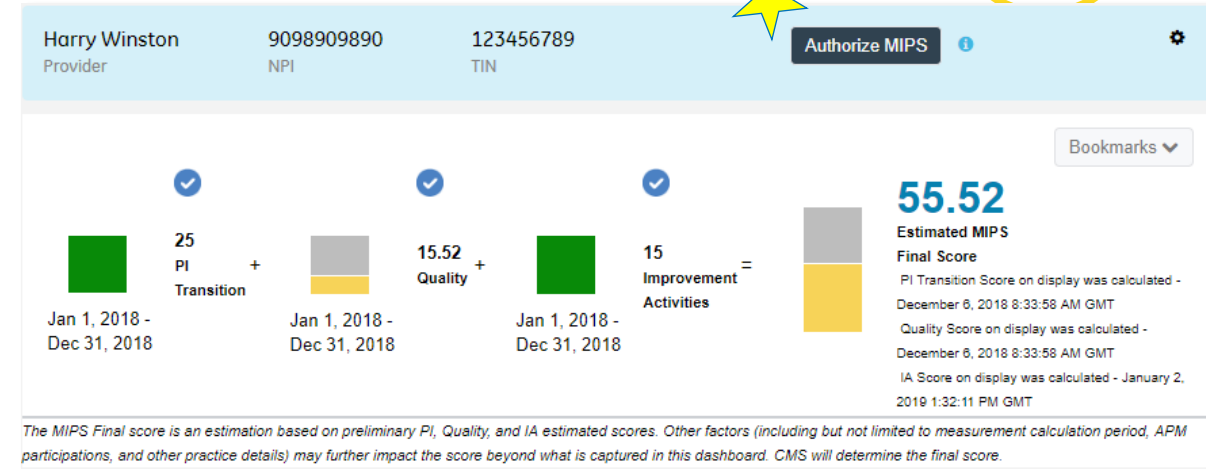 Harry Winston 9098909890 123456789 Authorize MIPS
Provider NPI TIN
Bookmarks
25
PI
Transition
+
Jan 1, 2018 -
Dec 31, 2018
15.52
Quality
+
Jan 1, 2018 -
Dec 31, 2018
15
Improvement
Activities
=
Jan 1, 2018 -
Dec 31, 2018
55.52
Estimated MIPS
Final Score
PI Transition Score on display was calculated -
December 6, 2018 8:33:58 AM GMT
Quality Score on display was calculated -
December 6, 2018 8:33:58 AM GMT
IA Score on display was calculated - January 2,
2019 1:32:11 PM GMT
The MIPS Final score is an estimation based on preliminary PI, Quality, and IA estimated scores. Other factors (including but not limited to measurement calculation period, APM
participations, and other practice details) may further impact the score beyond what is captured in this dashboard. CMS will determine the final score.